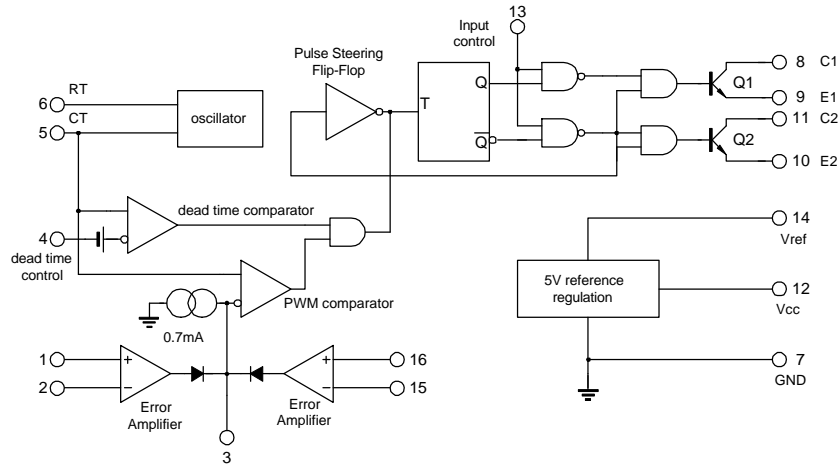 13
Input
control
Pulse Steering
Flip-Flop
8 C1
Q1
9 E1
11 C2
Q2
10 E2
T
Q
Q
6 RT
5 CT
oscillator
dead time comparator
4
dead time
control
PWM comparator
0.7mA
14
Vref
5V reference
regulation
12
Vcc
7
GND
1
+
2
−
Error
Amplifier
+
16
−
15
Error
Amplifier
3